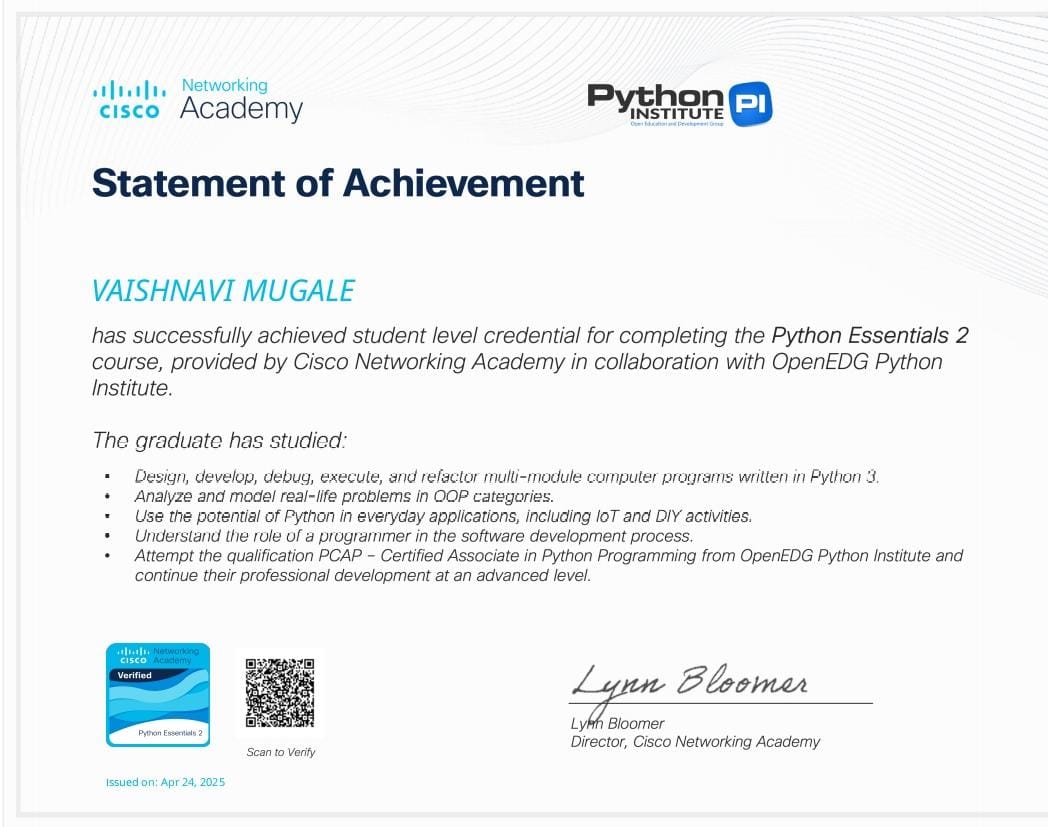 CISCO Networking Academy
Python INSTITUTE PI
Open Education and Development Group
Statement of Achievement
VAISHNAVI MUGALE
has successfully achieved student level credential for completing the Python Essentials 2
course, provided by Cisco Networking Academy in collaboration with OpenEDG Python
Institute.
The graduate has studied:
• Design, develop, debug, execute, and refactor multi-module computer programs written in Python 3.
• Analyze and model real-life problems in OOP categories.
• Use the potential of Python in everyday applications, including IoT and DIY activities.
• Understand the role of a programmer in the software development process.
• Attempt the qualification PCAP – Certified Associate in Python Programming from OpenEDG Python Institute and
continue their professional development at an advanced level.
CISCO Networking Academy
Verified
Python Essentials 2
Scan to Verify
Issued on: Apr 24, 2025
Lynn Bloomer
Lynn Bloomer
Director, Cisco Networking Academy